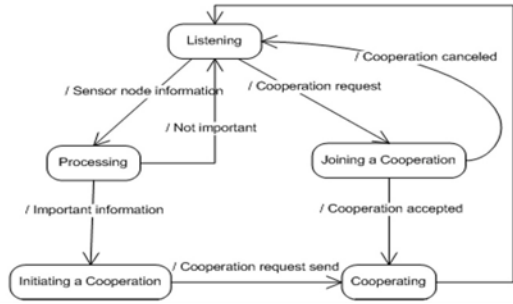 Listening
/ Cooperation canceled
/ Sensor node information
/ Cooperation request
/ Not important
Processing
Joining a Cooperation
/ Important information
/ Cooperation accepted
/ Cooperation request send
Initiating a Cooperation
Cooperating